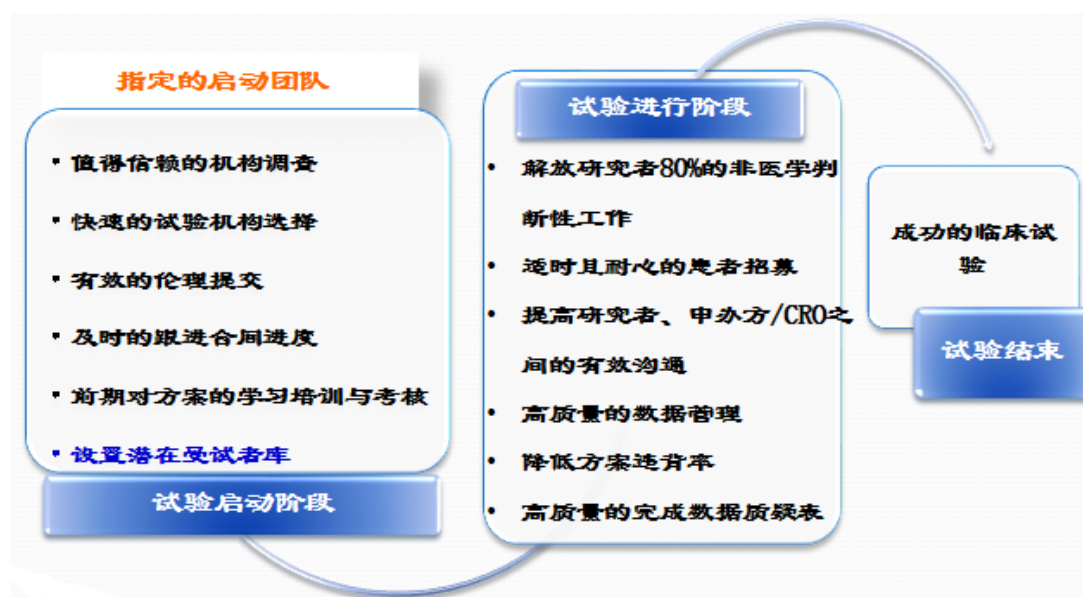 指定的启动团队
▪ 值得信赖的机构调查
▪ 快速的试验机构选择
▪ 有效的伦理提交
▪ 及时的跟进合同进度
▪ 前期对方案的学习培训与考核
▪ 设置潜在受试者库
试验启动阶段
试验进行阶段
• 解放研究者80%的非医学判
断性工作
• 适时且耐心的患者招募
• 提高研究者、申办方/CRO之
间的有效沟通
• 高质量的数据管理
• 降低方案违背率
• 高质量的完成数据质疑表
成功的临床试
验
试验结束